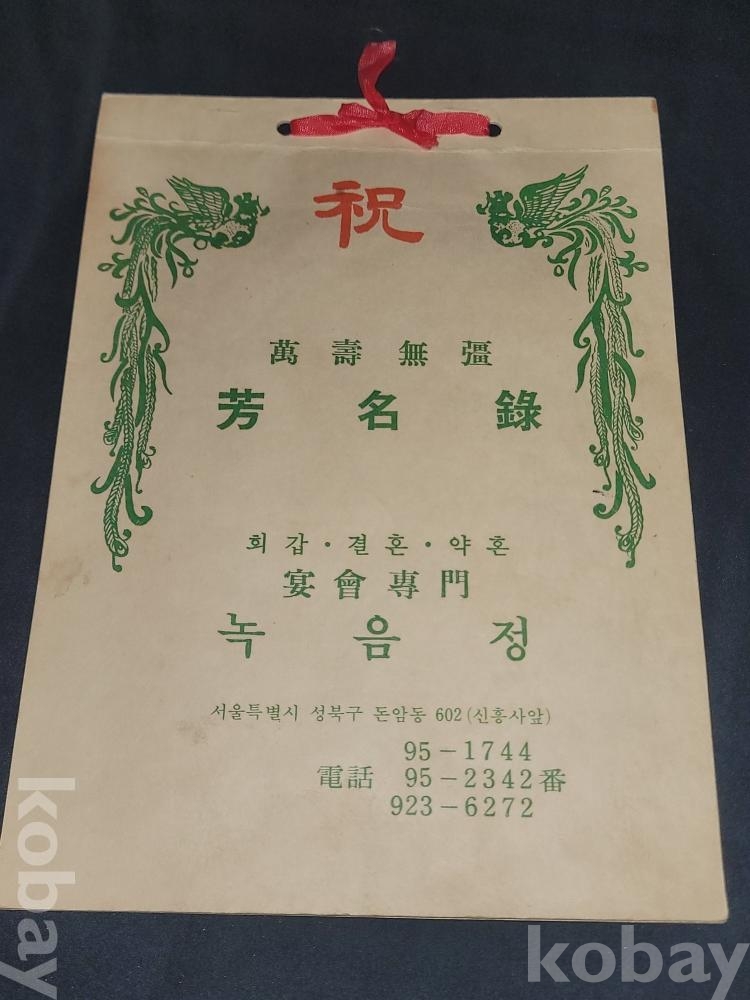 祝
萬壽無彊
芳名錄
회갑·결혼·약혼
宴會專門
녹음정
서울특별시 성북구 돈암동 602(신흥사앞)
95-1744
電話 95-2342番
923-6272
kobay
kobay